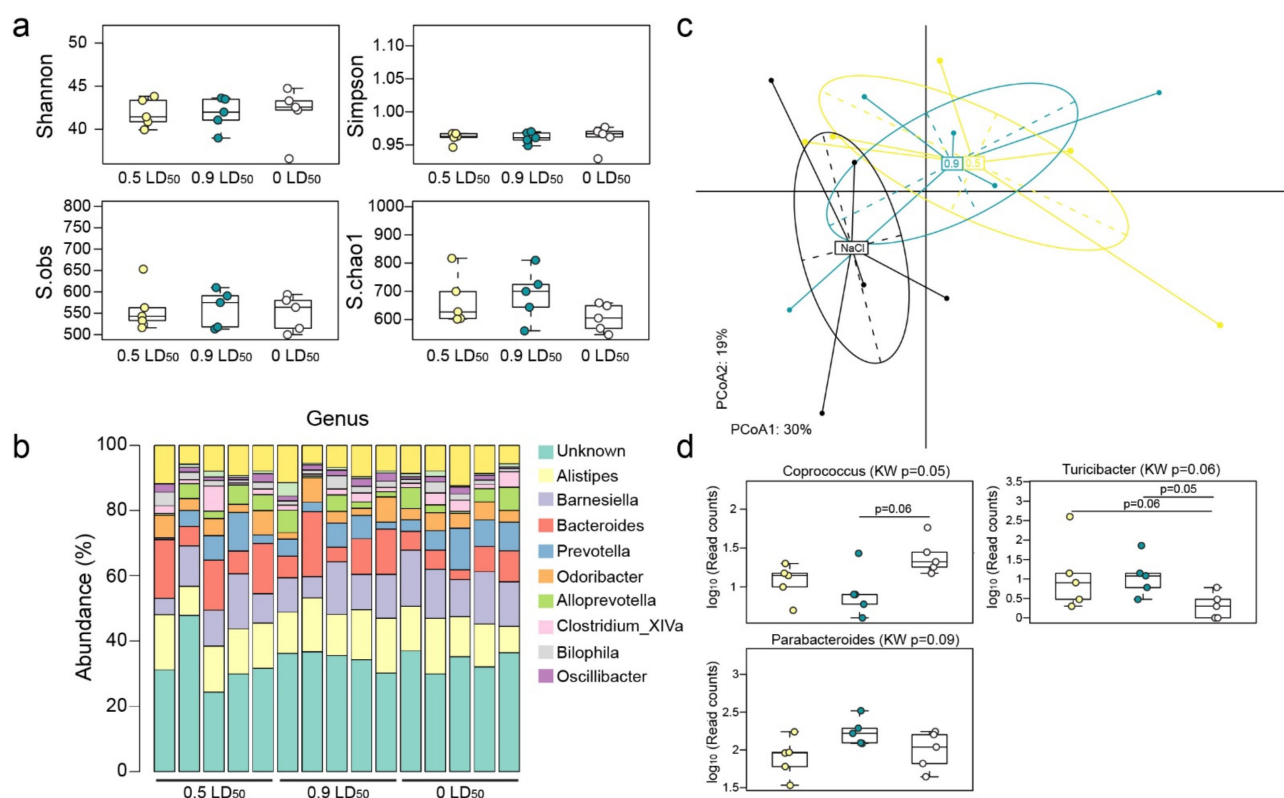 a
Shannon
50
45
40
0.5 LD50
0.9 LD50
0 LD50
Simpson
1.10
1.05
1.00
0.95
0.5 LD50
0.9 LD50
0 LD50
S.obs
800
750
700
650
600
550
500
0.5 LD50
0.9 LD50
0 LD50
S.chao1
1000
900
800
700
600
0.5 LD50
0.9 LD50
0 LD50
b
Genus
Abundance (%)
100
80
60
40
20
0
0.5 LD50
0.9 LD50
0 LD50
Unknown
Alistipes
Barnesiella
Bacteroides
Prevotella
Odoribacter
Alloprevotella
Clostridium_XIVa
Bilophila
Oscillibacter
c
0.9
0.5
NaCl
PCoA2: 19%
PCoA1: 30%
d
Coprococcus (KW p=0.05)
log10 (Read counts)
2
1.5
1
p=0.06
Turicibacter (KW p=0.06)
log10 (Read counts)
3.5
3
2.5
2
1.5
1
0.5
0
p=0.05
p=0.06
Parabacteroides (KW p=0.09)
log10 (Read counts)
3
2.5
2
1.5